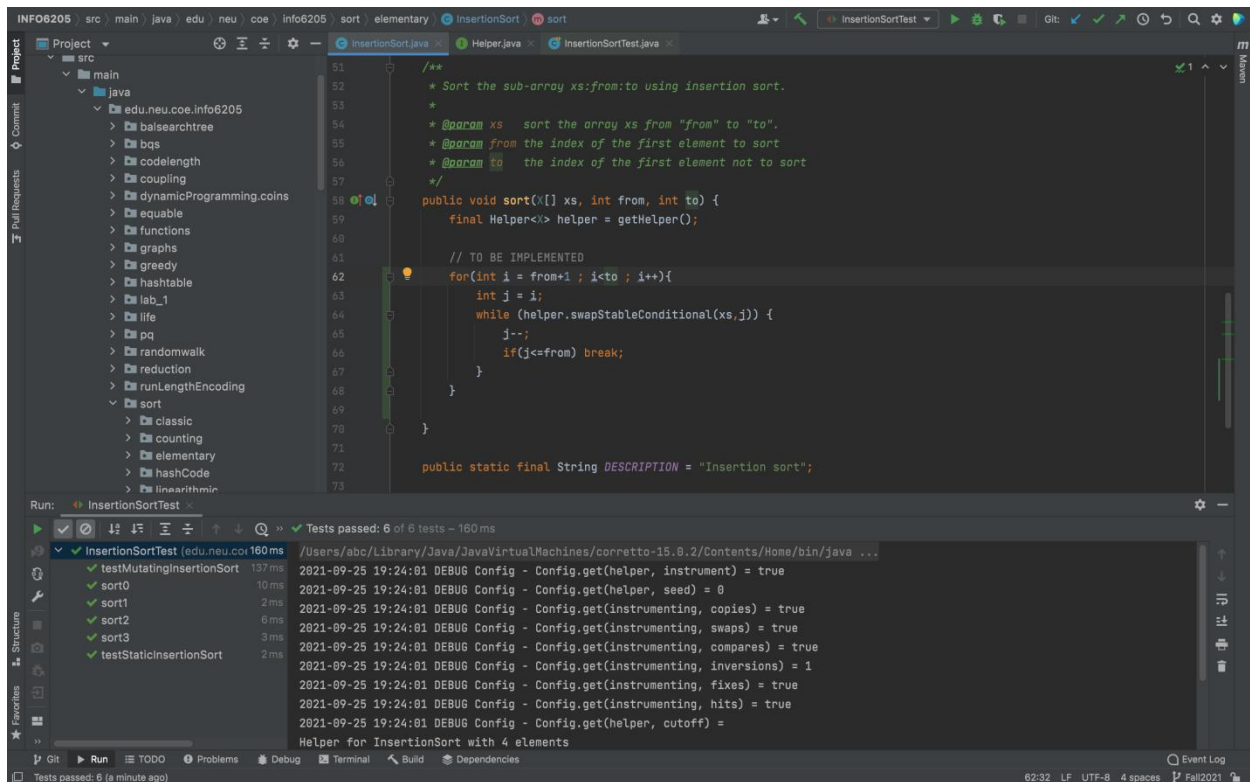 INFO6205 › src › main › java › edu › neu › coe › info6205 › sort › elementary › InsertionSort › sort
InsertionSortTest
Git:
Project
InsertionSort.java
Helper.java
InsertionSortTest.java
src
main
java
edu.neu.coe.info6205
balsearchtree
bqs
codelength
coupling
dynamicProgramming.coins
equable
functions
graphs
greedy
hashtable
lab_1
life
pq
randomwalk
reduction
runLengthEncoding
sort
classic
counting
elementary
hashCode
linearithmic
51 /**
52 * Sort the sub-array xs:from:to using insertion sort.
53 *
54 * @param xs sort the array xs from "from" to "to".
55 * @param from the index of the first element to sort
56 * @param to the index of the first element not to sort
57 */
58 public void sort(X[] xs, int from, int to) {
59 final Helper<X> helper = getHelper();
60
61 // TO BE IMPLEMENTED
62 for(int i = from+1 ; i<to ; i++){
63 int j = i;
64 while (helper.swapStableConditional(xs,j)) {
65 j--;
66 if(j<=from) break;
67 }
68 }
69
70 }
71
72 public static final String DESCRIPTION = "Insertion sort";
73
1
Project
Commit
Pull Requests
Structure
Favorites
Maven
Run: InsertionSortTest
Tests passed: 6 of 6 tests – 160 ms
InsertionSortTest (edu.neu.coe 160 ms
testMutatingInsertionSort 137 ms
sort0 10 ms
sort1 2 ms
sort2 6 ms
sort3 3 ms
testStaticInsertionSort 2 ms
/Users/abc/Library/Java/JavaVirtualMachines/corretto-15.0.2/Contents/Home/bin/java ...
2021-09-25 19:24:01 DEBUG Config - Config.get(helper, instrument) = true
2021-09-25 19:24:01 DEBUG Config - Config.get(helper, seed) = 0
2021-09-25 19:24:01 DEBUG Config - Config.get(instrumenting, copies) = true
2021-09-25 19:24:01 DEBUG Config - Config.get(instrumenting, swaps) = true
2021-09-25 19:24:01 DEBUG Config - Config.get(instrumenting, compares) = true
2021-09-25 19:24:01 DEBUG Config - Config.get(instrumenting, inversions) = 1
2021-09-25 19:24:01 DEBUG Config - Config.get(instrumenting, fixes) = true
2021-09-25 19:24:01 DEBUG Config - Config.get(instrumenting, hits) = true
2021-09-25 19:24:01 DEBUG Config - Config.get(helper, cutoff) =
Helper for InsertionSort with 4 elements
Git Run TODO Problems Debug Terminal Build Dependencies Event Log
Tests passed: 6 (a minute ago) 62:32 LF UTF-8 4 spaces Fall2021